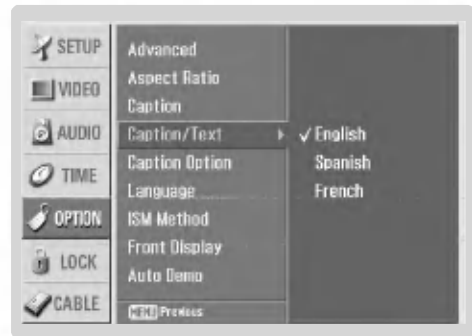 SETUP
VIDEO
AUDIO
TIME
OPTION
LOCK
CABLE
Advanced
Aspect Ratio
Caption
Caption/Text
Caption Option
Language
ISM Method
Front Display
Auto Demo
MENU Previous
English
Spanish
French